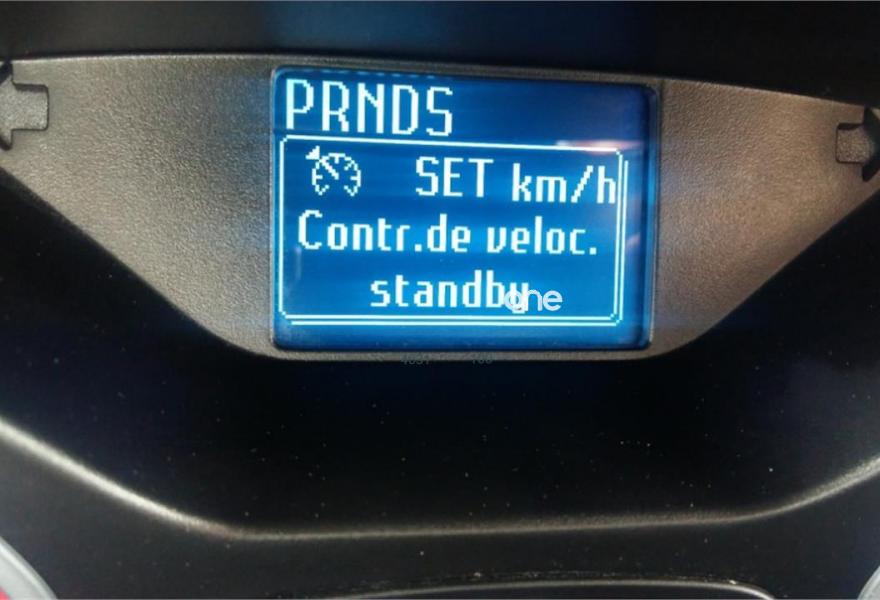 PRNDS
SET km/h
Contr.de veloc.
standby